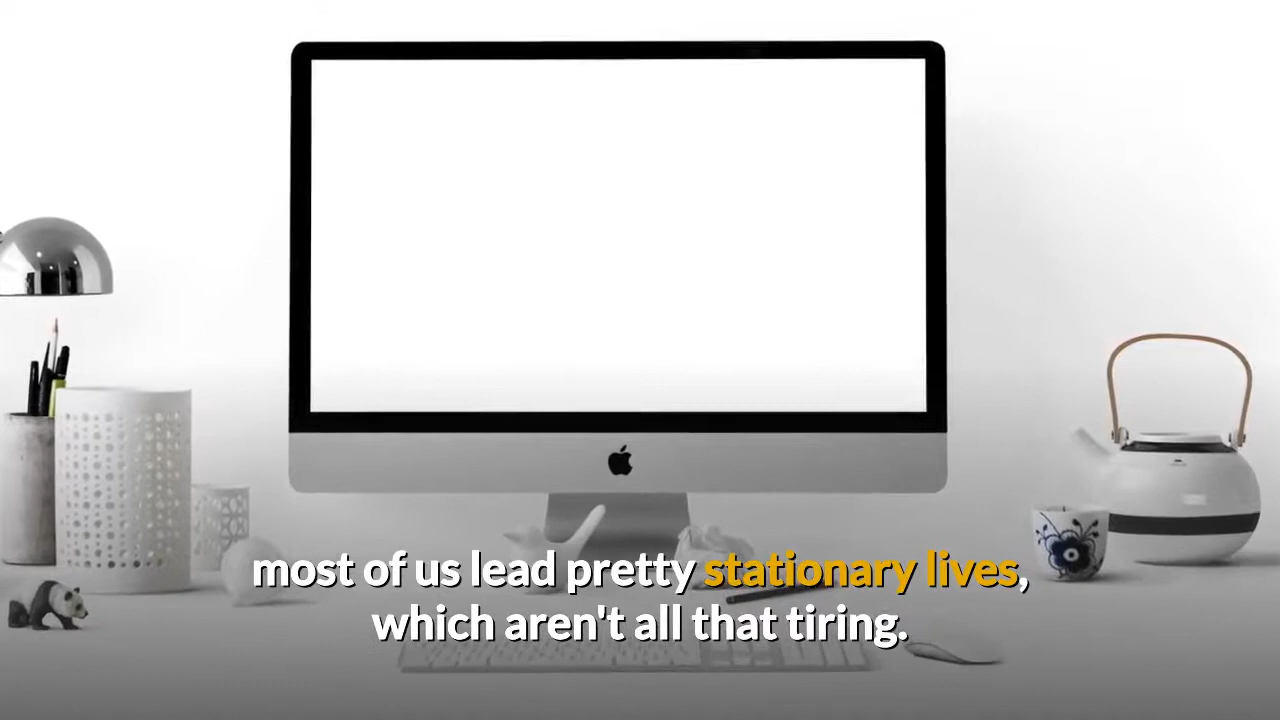 most of us lead pretty stationary lives,
which aren't all that tiring.